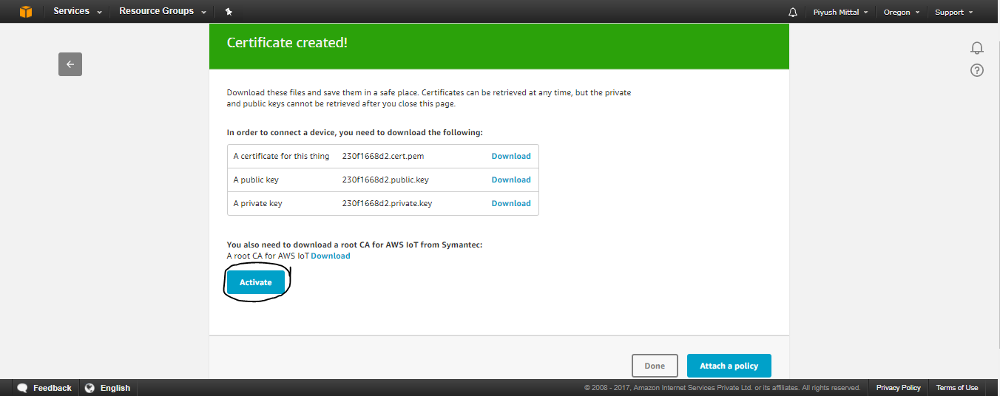 Services Resource Groups Piyush Mittal Oregon Support
Certificate created!
Download these files and save them in a safe place. Certificates can be retrieved at any time, but the private
and public keys cannot be retrieved after you close this page.
In order to connect a device, you need to download the following:
A certificate for this thing 230f1668d2.cert.pem Download
A public key 230f1668d2.public.key Download
A private key 230f1668d2.private.key Download
You also need to download a root CA for AWS IoT from Symantec:
A root CA for AWS IoT Download
Activate
Done Attach a policy
Feedback English © 2008 - 2017, Amazon Internet Services Private Ltd. or its affiliates. All rights reserved. Privacy Policy Terms of Use